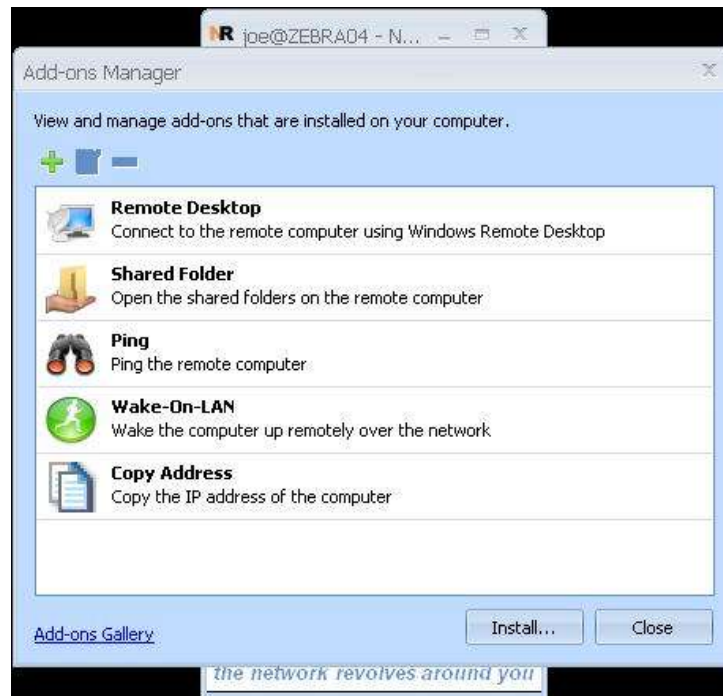 NR joe@ZEBRA04 - N...
Add-ons Manager
View and manage add-ons that are installed on your computer.
Remote Desktop
Connect to the remote computer using Windows Remote Desktop
Shared Folder
Open the shared folders on the remote computer
Ping
Ping the remote computer
Wake-On-LAN
Wake the computer up remotely over the network
Copy Address
Copy the IP address of the computer
Add-ons Gallery
Install...
Close
the network revolves around you